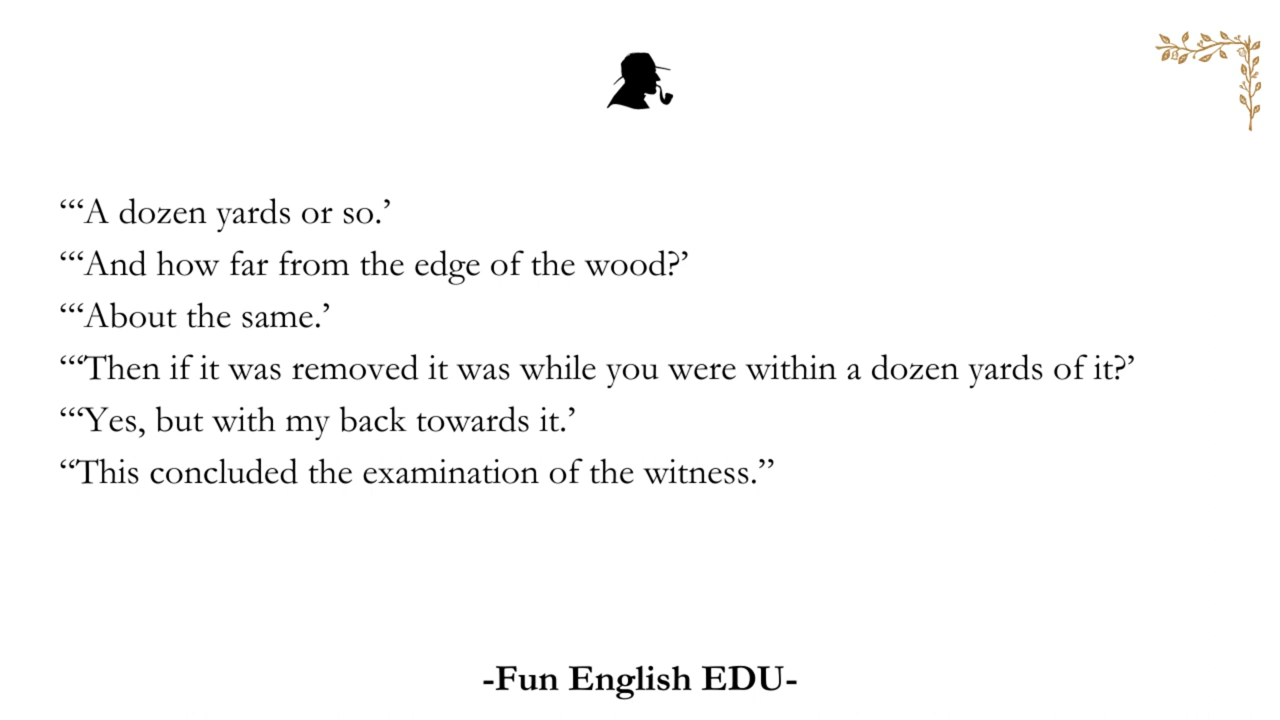 “‘A dozen yards or so.’
“‘And how far from the edge of the wood?’
“‘About the same.’
“‘Then if it was removed it was while you were within a dozen yards of it?’
“‘Yes, but with my back towards it.’
“This concluded the examination of the witness.”
-Fun English EDU-